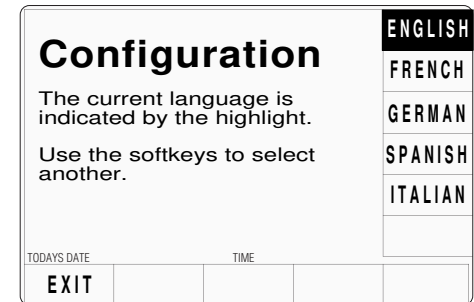 Configuration
The current language is
indicated by the highlight.
Use the softkeys to select
another.
ENGLISH
FRENCH
GERMAN
SPANISH
ITALIAN
TODAYS DATE TIME
EXIT